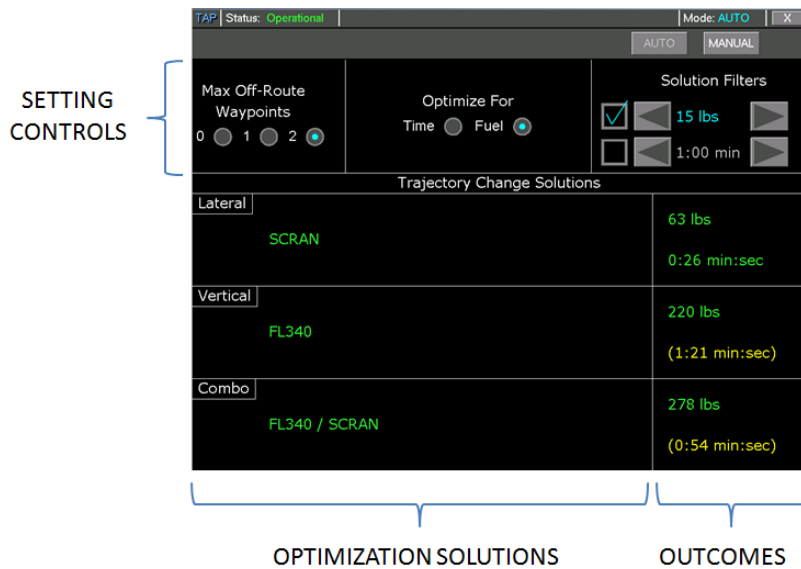 TAP Status: Operational Mode: AUTO X
AUTO MANUAL
SETTING
CONTROLS
Max Off-Route
Waypoints
0 1 2
Optimize For
Time Fuel
Solution Filters
15 lbs
1:00 min
Trajectory Change Solutions
Lateral
SCRAN
63 lbs
0:26 min:sec
Vertical
FL340
220 lbs
(1:21 min:sec)
Combo
FL340 / SCRAN
278 lbs
(0:54 min:sec)
OPTIMIZATION SOLUTIONS
OUTCOMES